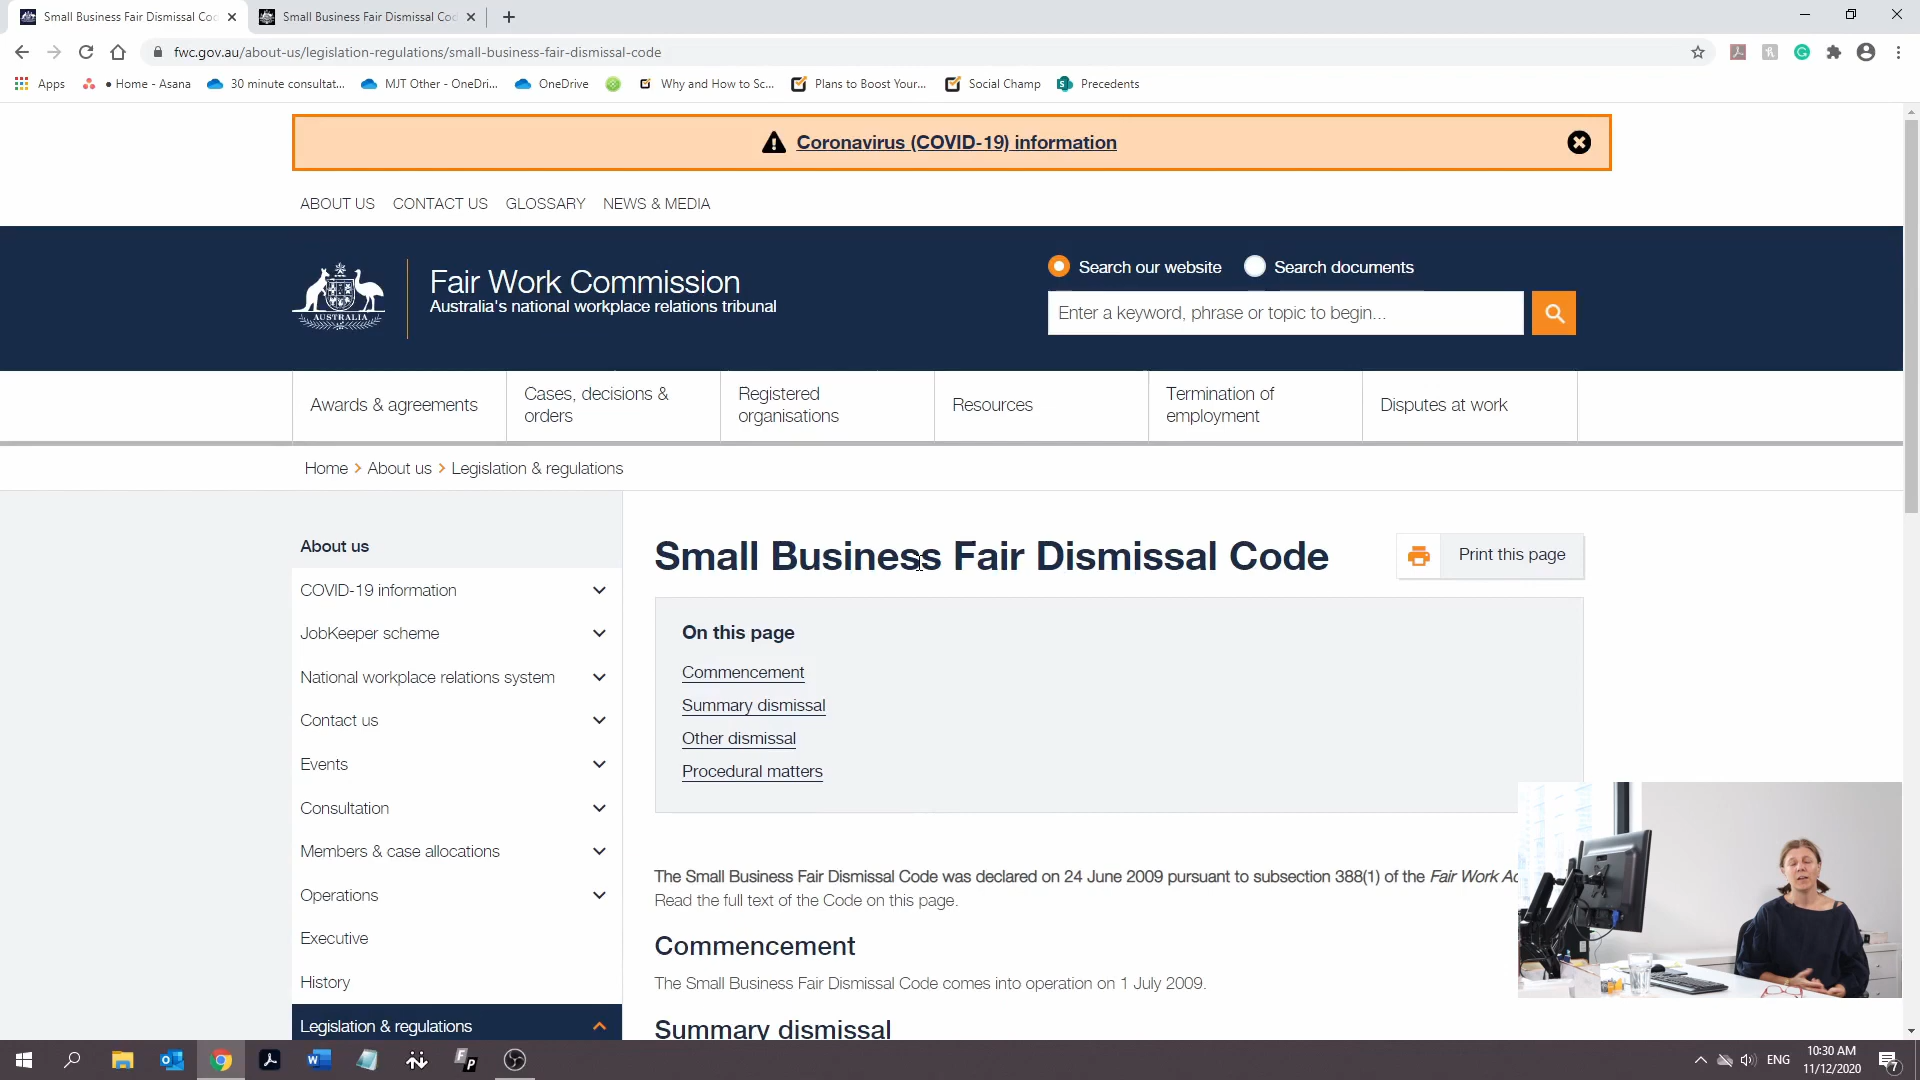 Small Business Fair Dismissal Co
Small Business Fair Dismissal Co
fwc.gov.au/about-us/legislation-regulations/small-business-fair-dismissal-code
Apps
• Home - Asana
30 minute consultat...
MJT Other - OneDri...
OneDrive
Why and How to Sc...
Plans to Boost Your...
Social Champ
Precedents
Coronavirus (COVID-19) information
ABOUT US CONTACT US GLOSSARY NEWS & MEDIA
AUSTRALIA
Fair Work Commission
Australia's national workplace relations tribunal
Search our website
Search documents
Enter a keyword, phrase or topic to begin...
Awards & agreements
Cases, decisions &
orders
Registered
organisations
Resources
Termination of
employment
Disputes at work
Home > About us > Legislation & regulations
About us
COVID-19 information
JobKeeper scheme
National workplace relations system
Contact us
Events
Consultation
Members & case allocations
Operations
Executive
History
Legislation & regulations
Small Business Fair Dismissal Code
Print this page
On this page
Commencement
Summary dismissal
Other dismissal
Procedural matters
The Small Business Fair Dismissal Code was declared on 24 June 2009 pursuant to subsection 388(1) of the Fair Work Ac
Read the full text of the Code on this page.
Commencement
The Small Business Fair Dismissal Code comes into operation on 1 July 2009.
Summary dismissal
ENG
10:30 AM
11/12/2020
7